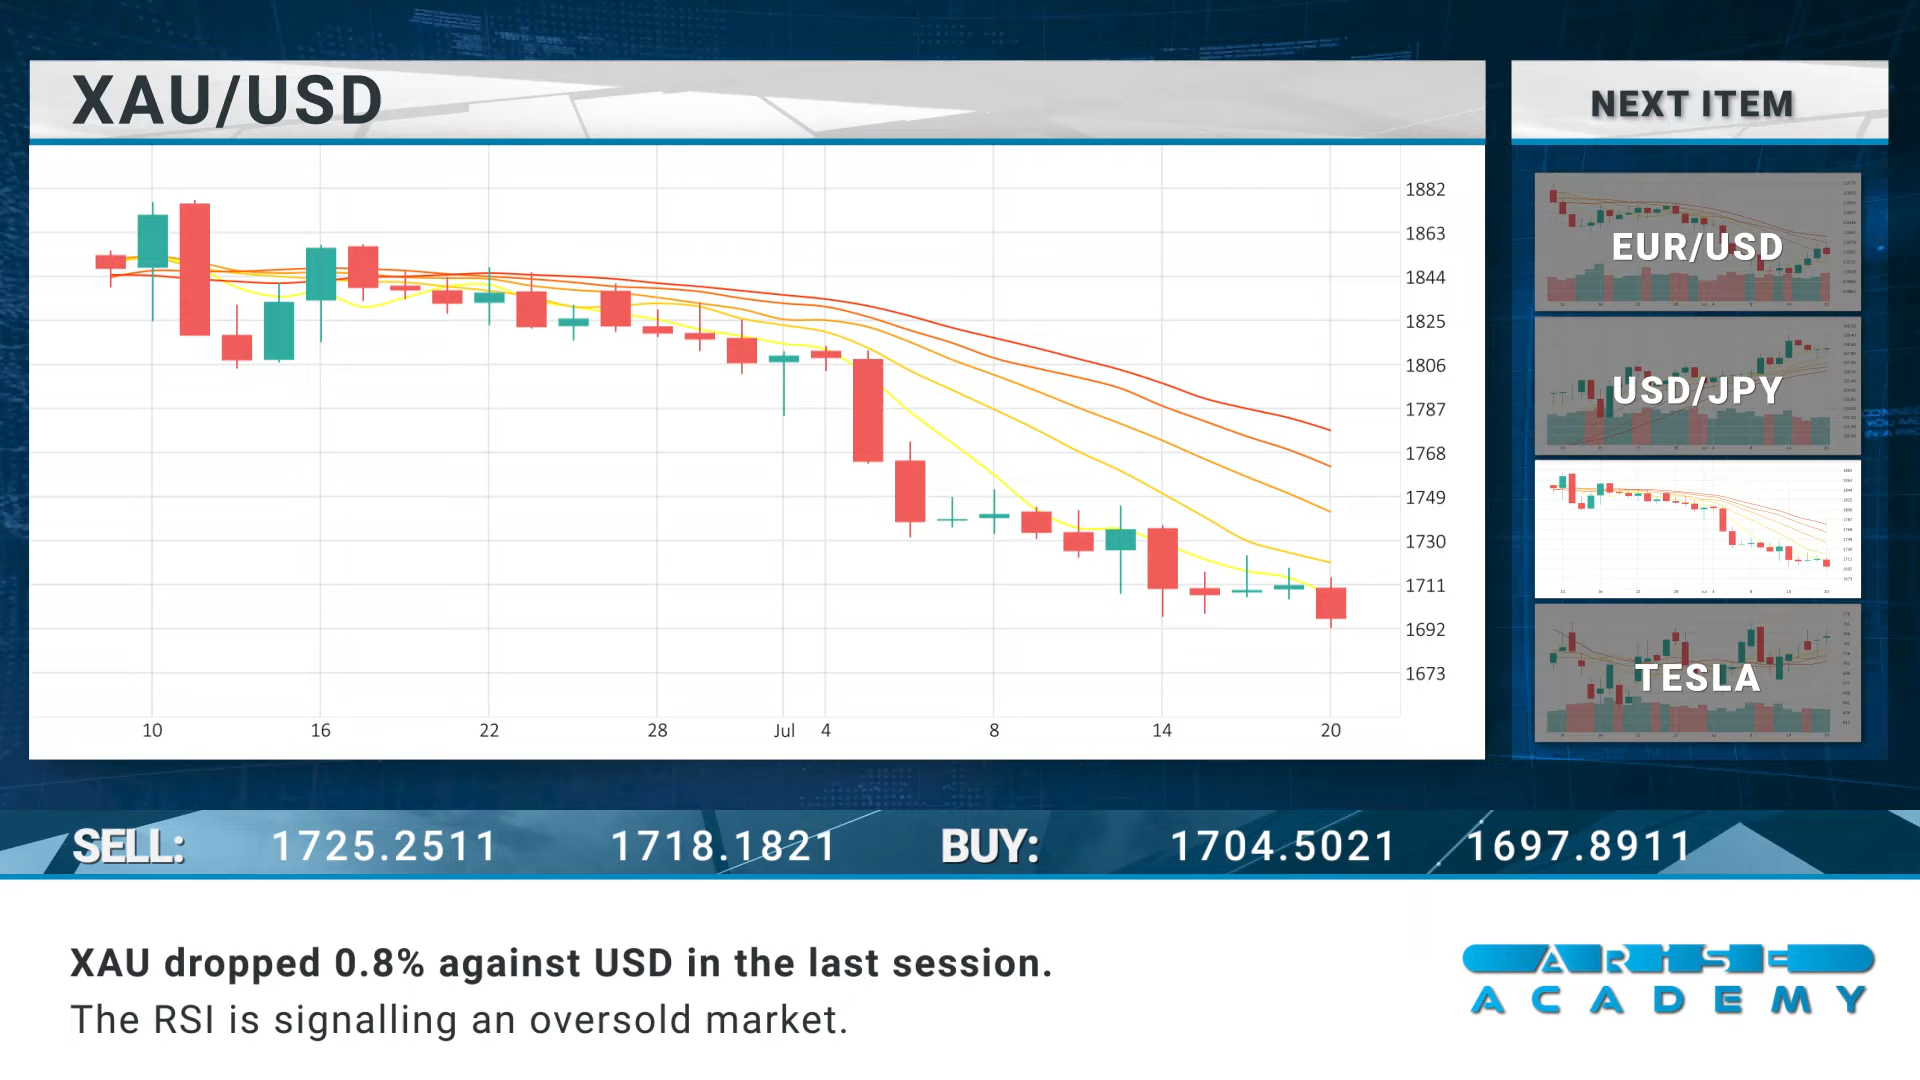 XAU/USD
NEXT ITEM
1882
1863
1844
1825
1806
1787
1768
1749
1730
1711
1692
1673
10 16 22 28 Jul 4 8 14 20
EUR/USD
USD/JPY
TESLA
SELL: 1725.2511 1718.1821 BUY: 1704.5021 1697.8911
XAU dropped 0.8% against USD in the last session.
The RSI is signalling an oversold market.
ARISE
ACADEMY